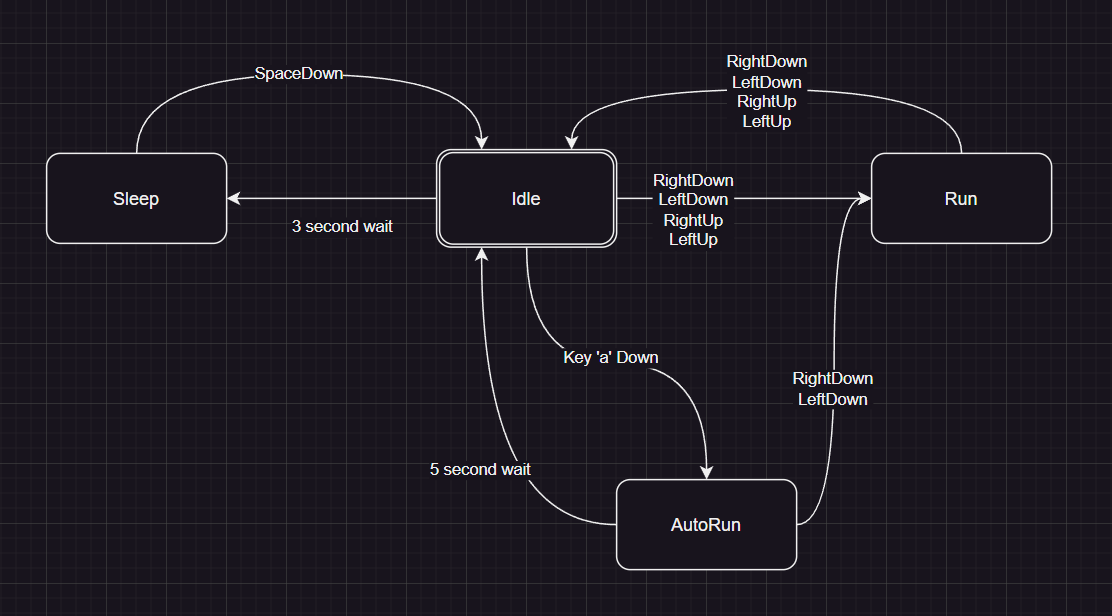 SpaceDown
RightDown
LeftDown
RightUp
LeftUp
Sleep
3 second wait
Idle
RightDown
LeftDown
RightUp
LeftUp
Run
Key 'a' Down
RightDown
LeftDown
5 second wait
AutoRun